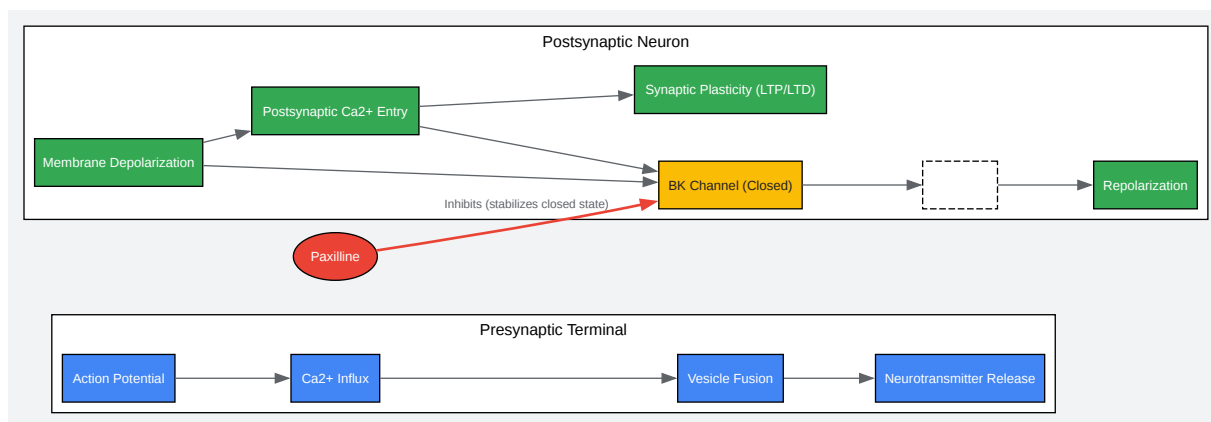 Postsynaptic Neuron
Synaptic Plasticity (LTP/LTD)
Postsynaptic Ca2+ Entry
Membrane Depolarization
BK Channel (Closed)
Repolarization
Inhibits (stabilizes closed state)
Paxilline
Presynaptic Terminal
Action Potential
Ca2+ Influx
Vesicle Fusion
Neurotransmitter Release